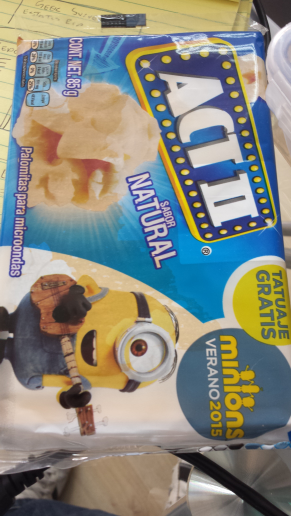 ACT II
®
SABOR
NATURAL
CONT. NET. 85 g
Palomitas para microondas
TATUAJE
GRATIS
minions
VERANO 2015